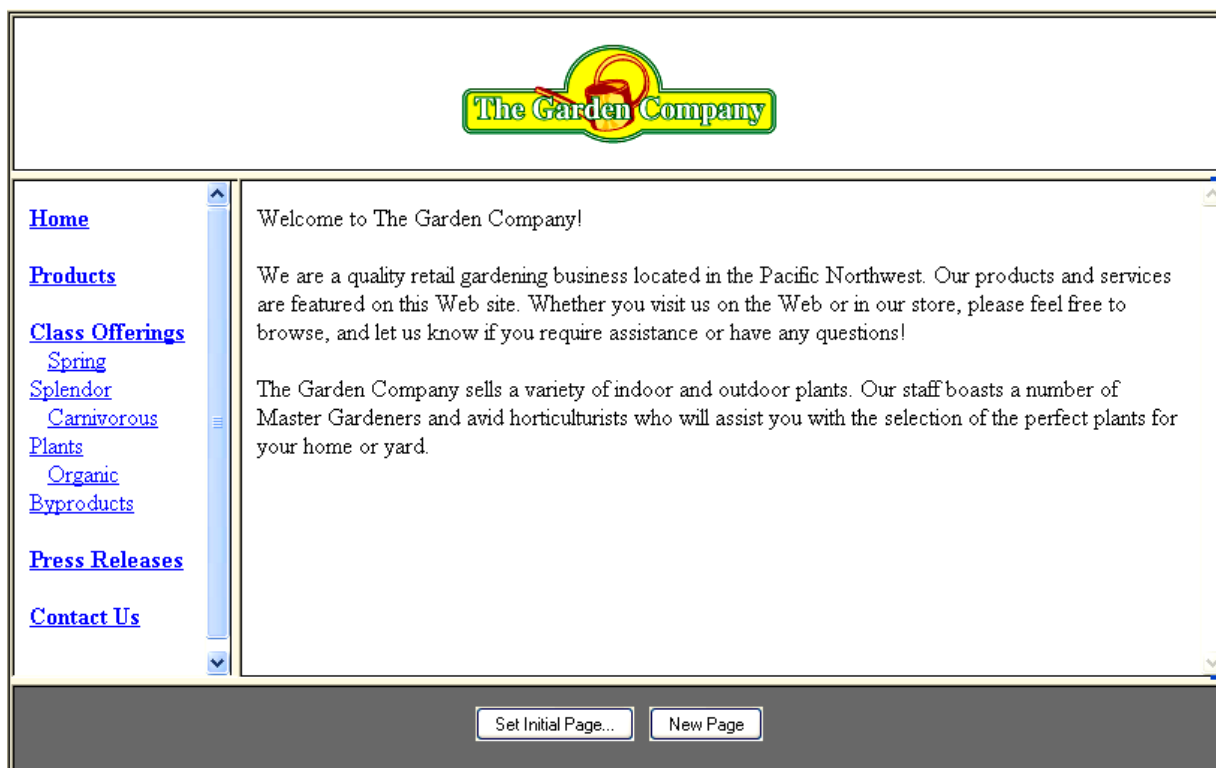 The Garden Company
Home
Products
Class Offerings
Spring
Splendor
Carnivorous
Plants
Organic
Byproducts
Press Releases
Contact Us
Welcome to The Garden Company!
We are a quality retail gardening business located in the Pacific Northwest. Our products and services
are featured on this Web site. Whether you visit us on the Web or in our store, please feel free to
browse, and let us know if you require assistance or have any questions!
The Garden Company sells a variety of indoor and outdoor plants. Our staff boasts a number of
Master Gardeners and avid horticulturists who will assist you with the selection of the perfect plants for
your home or yard.
Set Initial Page...
New Page